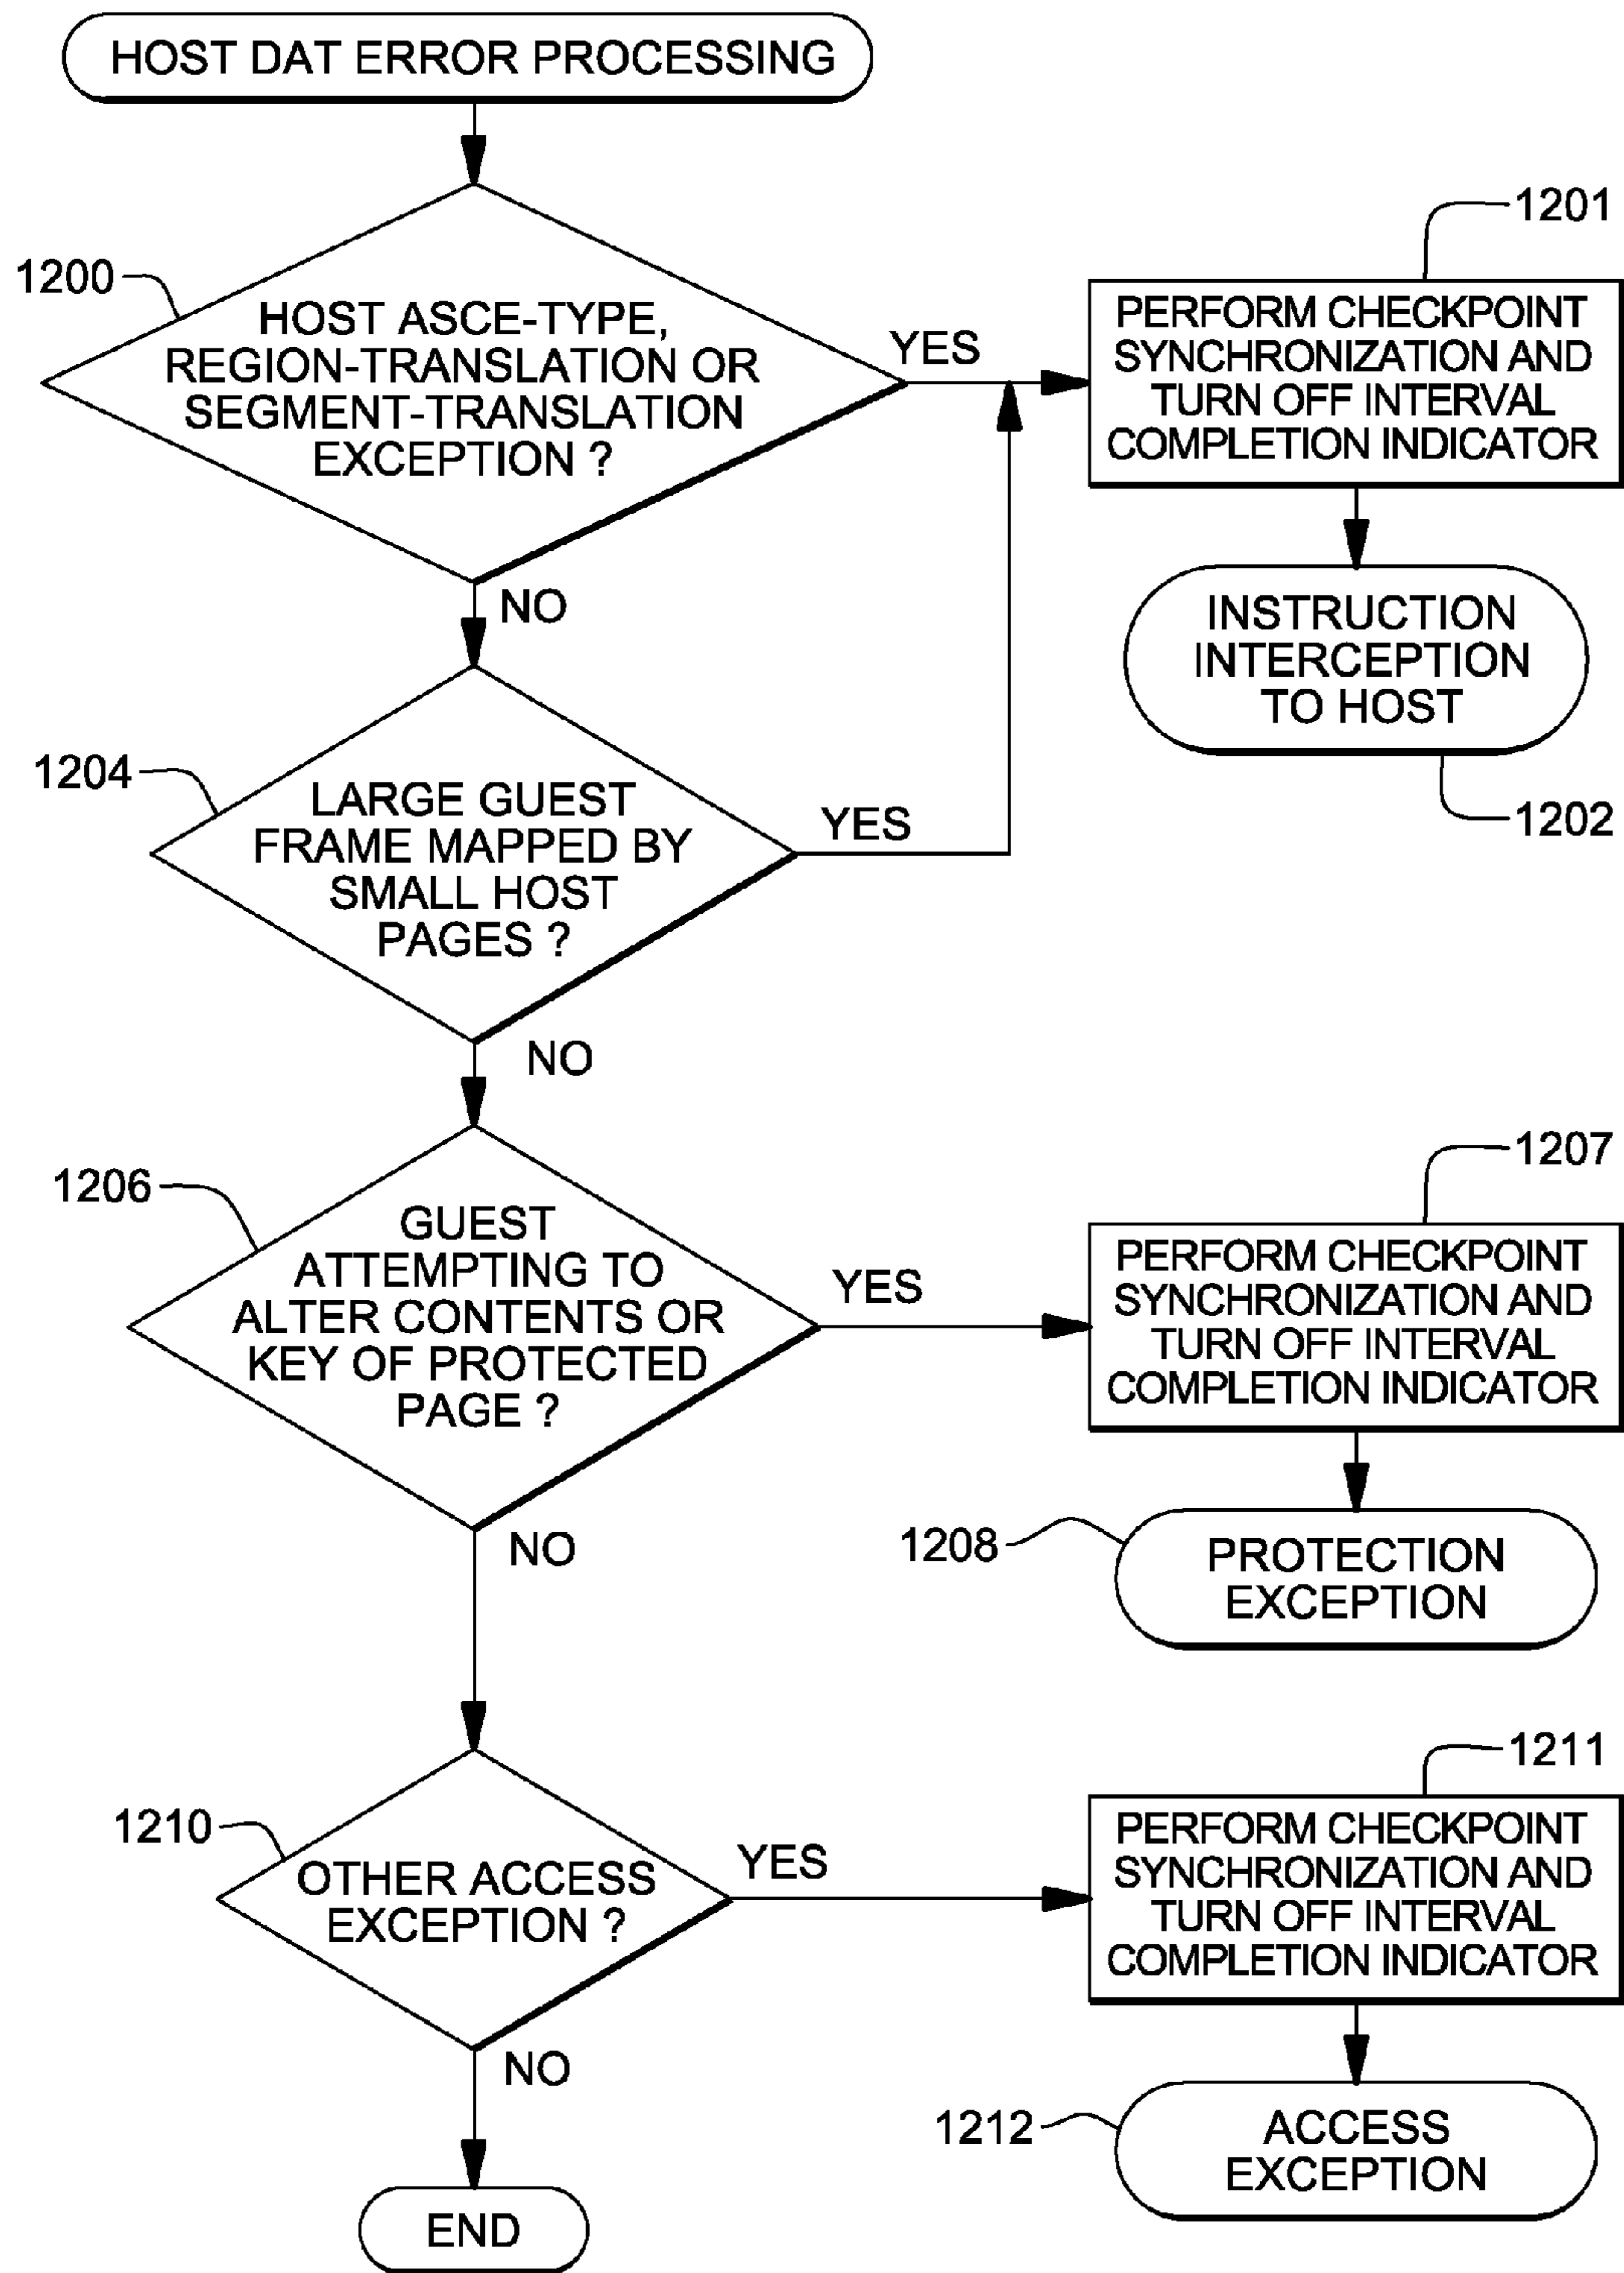 HOST DAT ERROR PROCESSING
1200
HOST ASCE-TYPE,
REGION-TRANSLATION OR
SEGMENT-TRANSLATION
EXCEPTION ?
YES
NO
1201
PERFORM CHECKPOINT
SYNCHRONIZATION AND
TURN OFF INTERVAL
COMPLETION INDICATOR
INSTRUCTION
INTERCEPTION
TO HOST
1202
1204
LARGE GUEST
FRAME MAPPED BY
SMALL HOST
PAGES ?
YES
NO
1206
GUEST
ATTEMPTING TO
ALTER CONTENTS OR
KEY OF PROTECTED
PAGE ?
YES
NO
1207
PERFORM CHECKPOINT
SYNCHRONIZATION AND
TURN OFF INTERVAL
COMPLETION INDICATOR
1208
PROTECTION
EXCEPTION
1210
OTHER ACCESS
EXCEPTION ?
YES
NO
1211
PERFORM CHECKPOINT
SYNCHRONIZATION AND
TURN OFF INTERVAL
COMPLETION INDICATOR
1212
ACCESS
EXCEPTION
END